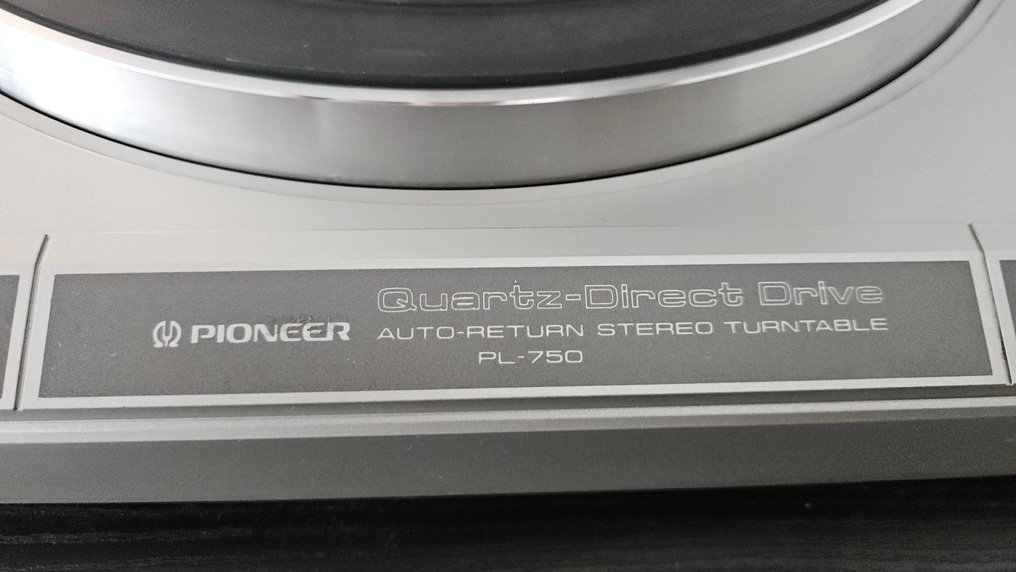 Quartz-Direct Drive
PIONEER AUTO-RETURN STEREO TURNTABLE
PL-750